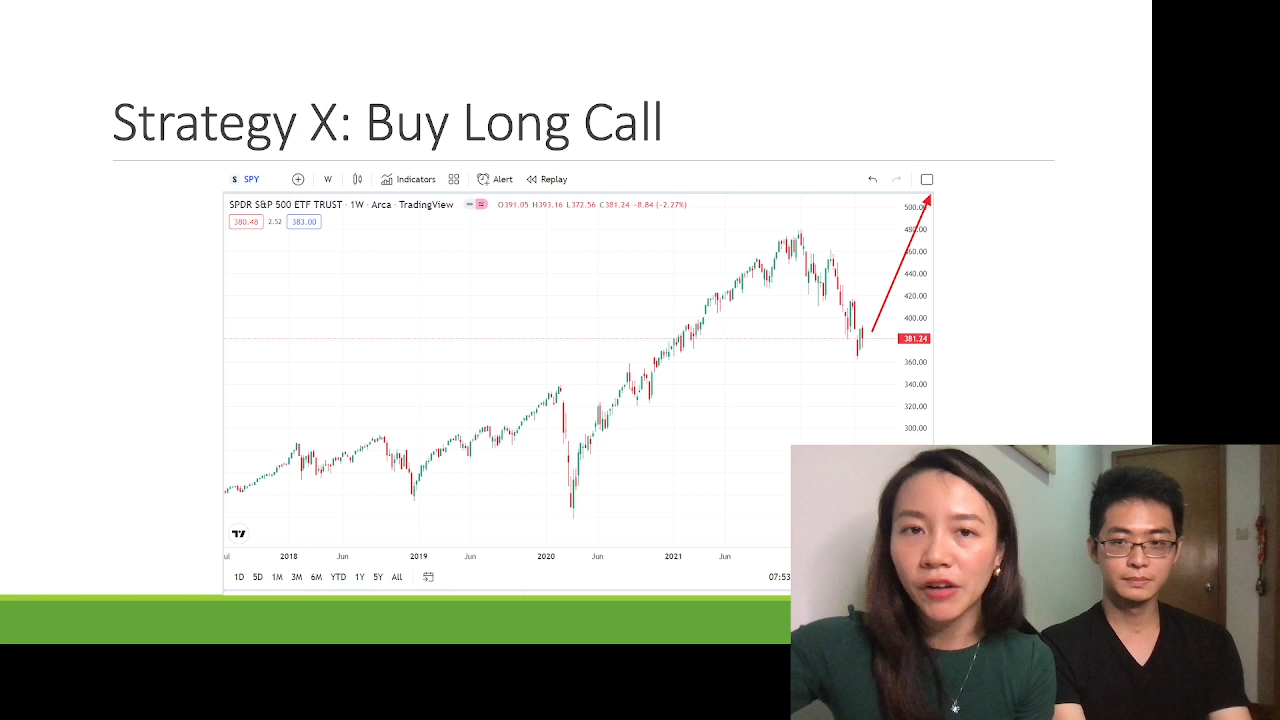 Strategy X: Buy Long Call
S SPY W Indicators Alert Replay
SPDR S&P 500 ETF TRUST · 1W · Arca · TradingView O391.05 H393.16 L372.56 C381.24 -8.84 (-2.27%)
380.48 2.52 383.00
500.00
480.00
460.00
440.00
420.00
400.00
381.24
360.00
340.00
320.00
300.00
ul 2018 Jun 2019 Jun 2020 Jun 2021 Jun
1D 5D 1M 3M 6M YTD 1Y 5Y All 07:53